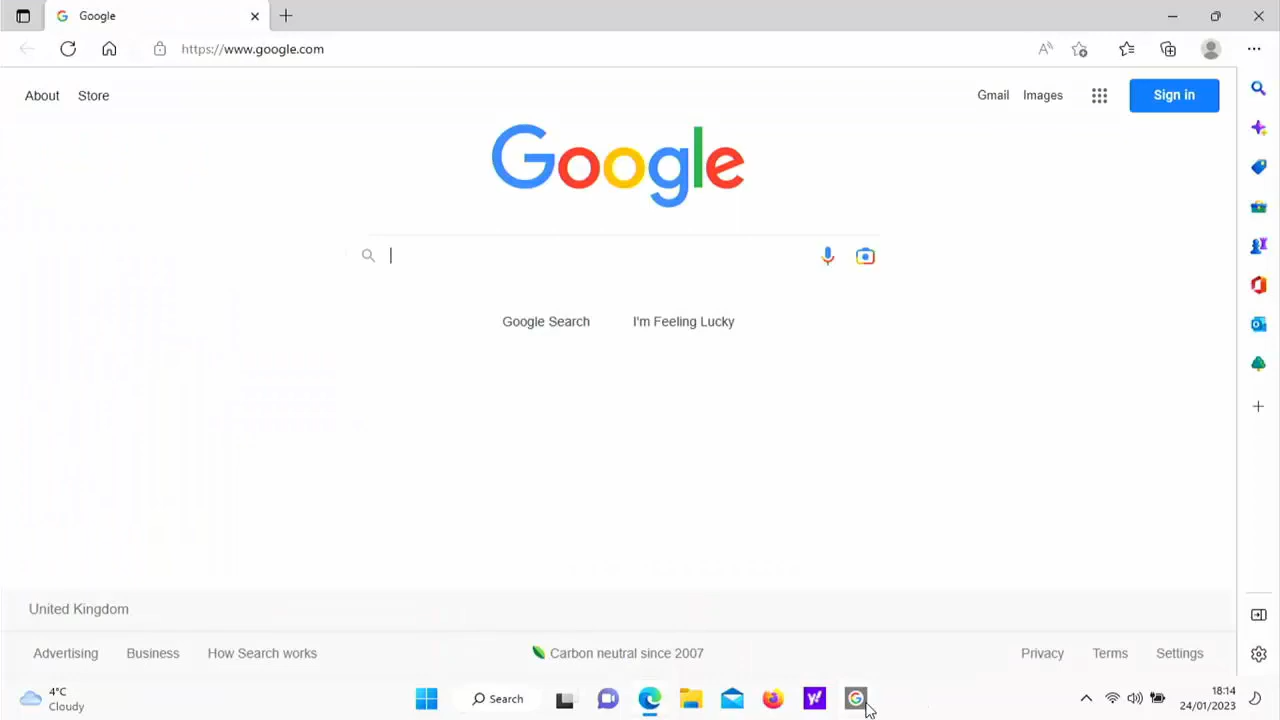 Google
https://www.google.com
About Store
Gmail Images Sign in
Google
Google Search I'm Feeling Lucky
United Kingdom
Advertising Business How Search works Carbon neutral since 2007 Privacy Terms Settings
4°C
Cloudy
Search
18:14
24/01/2023